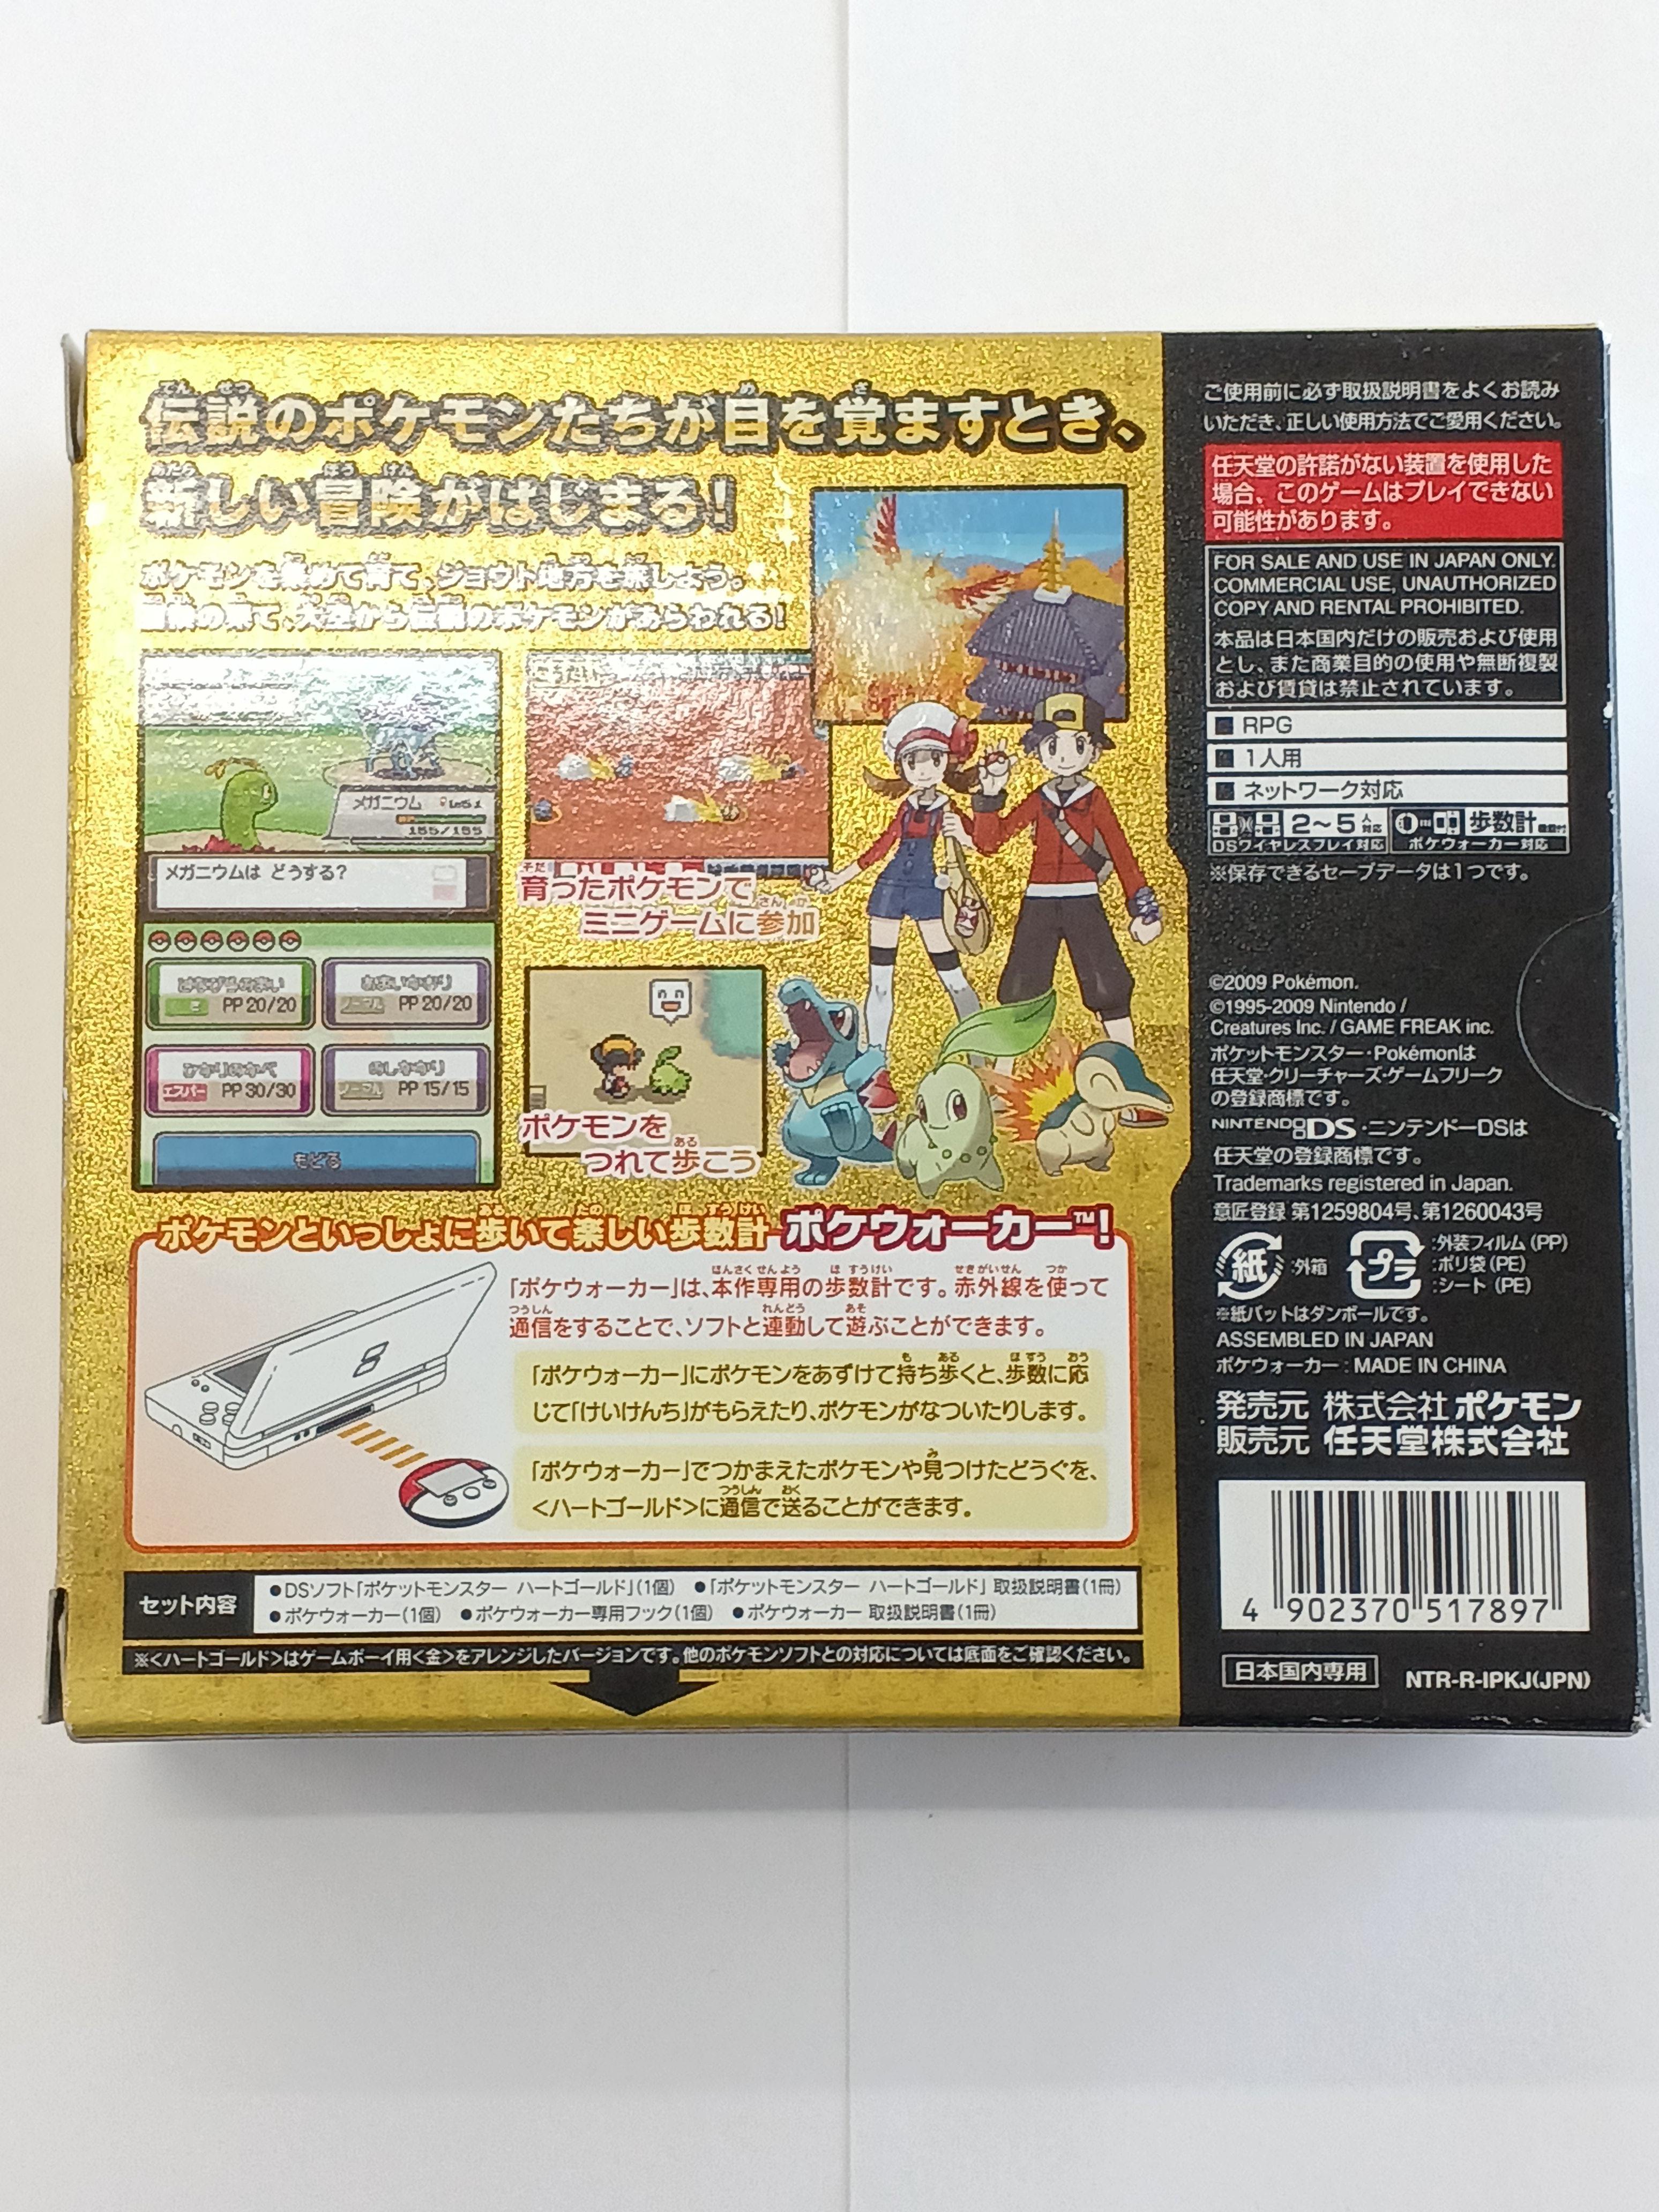 伝説のポケモンたちが目を覚ますとき、
新しい冒険がはじまる!
ポケモンを集めて育て、ジョウト地方を楽しもう。
冒険の果て、大空から伝説のポケモンがあらわれる!
メガニウム ♀Lv51
155/155
メガニウムは どうする?
はなびらのまい
PP 20/20
あまいかおり
ノーマル PP 20/20
ひかりのかべ
エスパー PP 30/30
のしかかり
ノーマル PP 15/15
もどる
育ったポケモンで
ミニゲームに参加
ポケモンを
つれて歩こう
ポケモンといっしょに歩いて楽しい歩数計 ポケウォーカー™!
「ポケウォーカー」は、本作専用の歩数計です。赤外線を使って
通信をすることで、ソフトと連動して遊ぶことができます。
「ポケウォーカー」にポケモンをあずけて持ち歩くと、歩数に応
じて「けいけんち」がもらえたり、ポケモンがなついたりします。
「ポケウォーカー」でつかまえたポケモンや見つけたどうぐを、
<ハートゴールド>に通信で送ることができます。
セット内容
●DSソフト「ポケットモンスター ハートゴールド」(1個) ●「ポケットモンスター ハートゴールド」 取扱説明書(1冊)
●ポケウォーカー(1個) ●ポケウォーカー専用フック(1個) ●ポケウォーカー 取扱説明書(1冊)
※<ハートゴールド>はゲームボーイ用<金>をアレンジしたバージョンです。他のポケモンソフトとの対応については底面をご確認ください。
ご使用前に必ず取扱説明書をよくお読み
いただき、正しい使用方法でご愛用ください。
任天堂の許諾がない装置を使用した
場合、このゲームはプレイできない
可能性があります。
FOR SALE AND USE IN JAPAN ONLY.
COMMERCIAL USE, UNAUTHORIZED
COPY AND RENTAL PROHIBITED.
本品は日本国内だけの販売および使用
とし、また商業目的の使用や無断複製
および賃貸は禁止されています。
■ RPG
■ 1人用
■ ネットワーク対応
2~5人対応
DSワイヤレスプレイ対応
歩数計
ポケウォーカー対応
※保存できるセーブデータは1つです。
©2009 Pokémon.
©1995-2009 Nintendo /
Creatures Inc. / GAME FREAK inc.
ポケットモンスター・Pokémonは
任天堂・クリーチャーズ・ゲームフリーク
の登録商標です。
NINTENDO DS・ニンテンドーDSは
任天堂の登録商標です。
Trademarks registered in Japan.
意匠登録 第1259804号、第1260043号
紙 :外箱
プラ :外装フィルム (PP)
:ポリ袋 (PE)
:シート (PE)
※紙パットはダンボールです。
ASSEMBLED IN JAPAN
ポケウォーカー : MADE IN CHINA
発売元 株式会社 ポケモン
販売元 任天堂株式会社
4 902370 517897
日本国内専用 NTR-R-IPKJ(JPN)